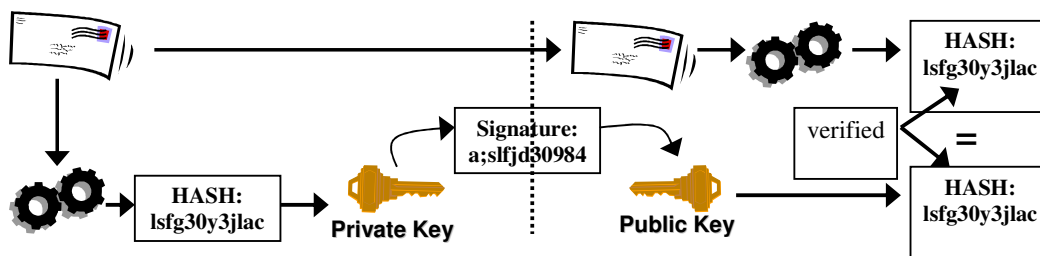 HASH:
lsfg30y3jlac
Signature:
a;slfjd30984
verified
=
HASH:
lsfg30y3jlac
Private Key
Public Key
HASH:
lsfg30y3jlac